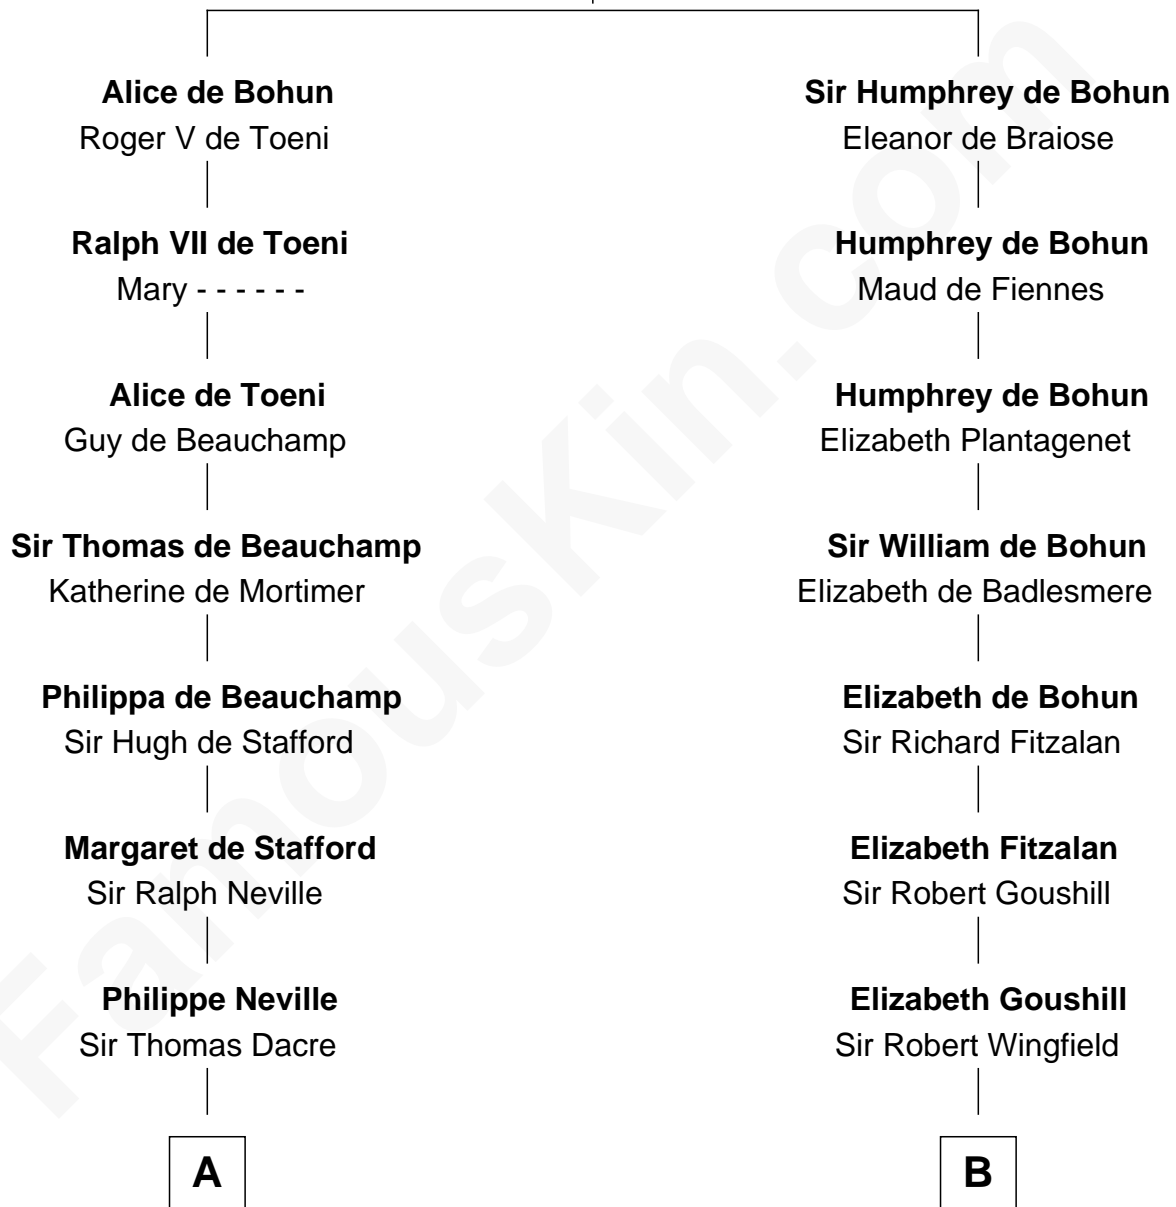 Alice de Bohun
Roger V de Toeni
Ralph VII de Toeni
Mary - - - - - -
Alice de Toeni
Guy de Beauchamp
Sir Thomas de Beauchamp
Katherine de Mortimer
Philippa de Beauchamp
Sir Hugh de Stafford
Margaret de Stafford
Sir Ralph Neville
Philippe Neville
Sir Thomas Dacre
A
Sir Humphrey de Bohun
Eleanor de Braiose
Humphrey de Bohun
Maud de Fiennes
Humphrey de Bohun
Elizabeth Plantagenet
Sir William de Bohun
Elizabeth de Badlesmere
Elizabeth de Bohun
Sir Richard Fitzalan
Elizabeth Fitzalan
Sir Robert Goushill
Elizabeth Goushill
Sir Robert Wingfield
B
FamousKin.com